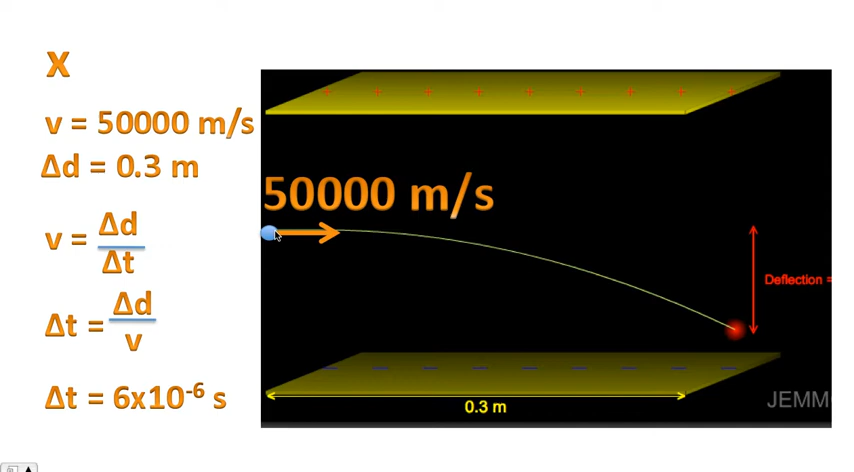 x
v = 50000 m/s
Δd = 0.3 m
v = Δd
Δt
Δt = Δd
v
Δt = 6x10⁻⁶ s
+ + + + + + + + +
50000 m/s
Deflection =
− − − − − − − − −
0.3 m
JEMM